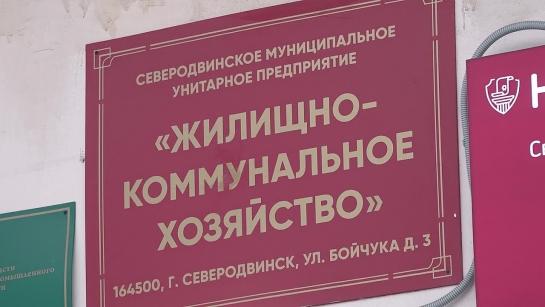 СЕВЕРОДВИНСКОЕ МУНИЦИПАЛЬНОЕ
УНИТАРНОЕ ПРЕДПРИЯТИЕ
«ЖИЛИЩНО-
КОММУНАЛЬНОЕ
ХОЗЯЙСТВО»
164500, Г. СЕВЕРОДВИНСК, УЛ. БОЙЧУКА Д. 3